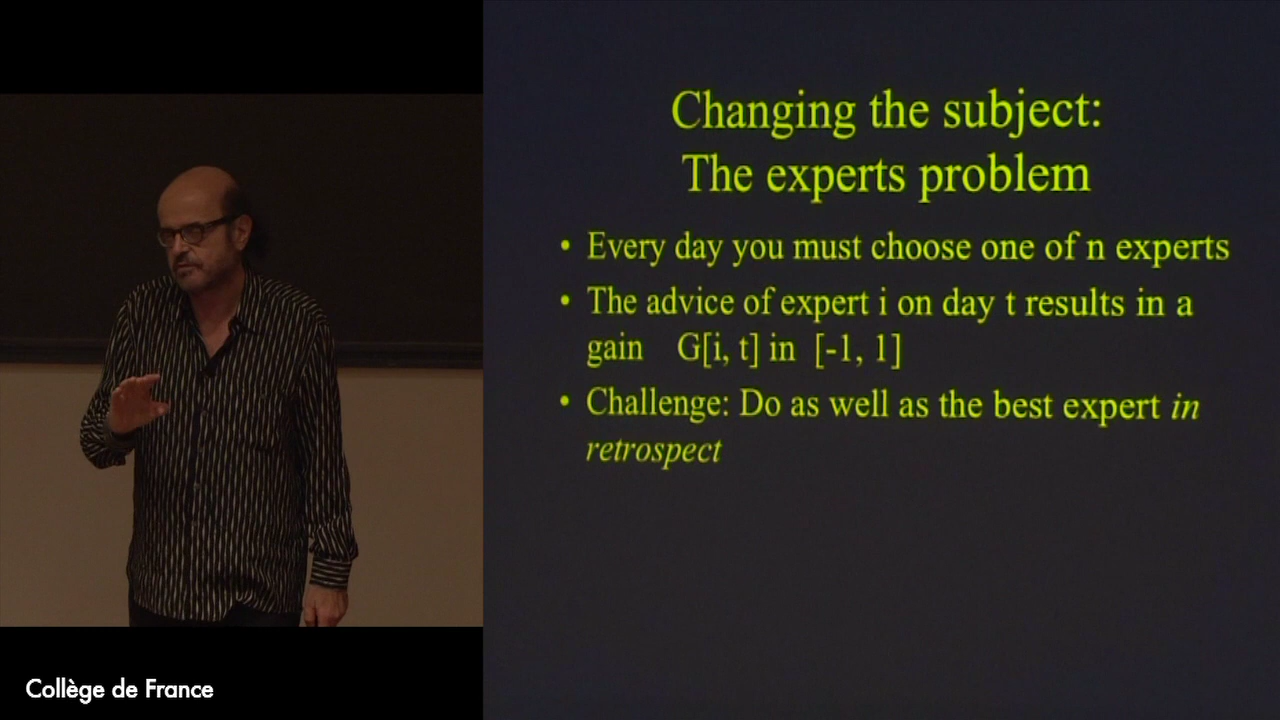 Changing the subject:
The experts problem
• Every day you must choose one of n experts
• The advice of expert i on day t results in a
gain G[i, t] in [-1, 1]
• Challenge: Do as well as the best expert in
retrospect
Collège de France